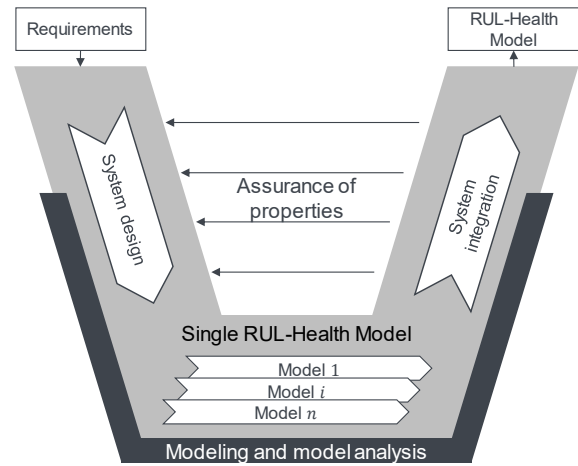 Requirements
RUL-Health
Model
System design
Assurance of
properties
System
integration
Single RUL-Health Model
Model 1
Model i
Model n
Modeling and model analysis